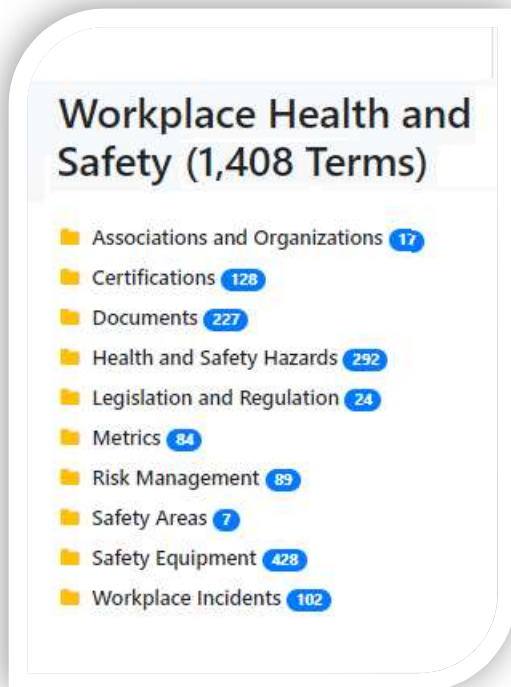 Workplace Health and
Safety (1,408 Terms)
Associations and Organizations 17
Certifications 128
Documents 227
Health and Safety Hazards 292
Legislation and Regulation 24
Metrics 84
Risk Management 89
Safety Areas 7
Safety Equipment 428
Workplace Incidents 102